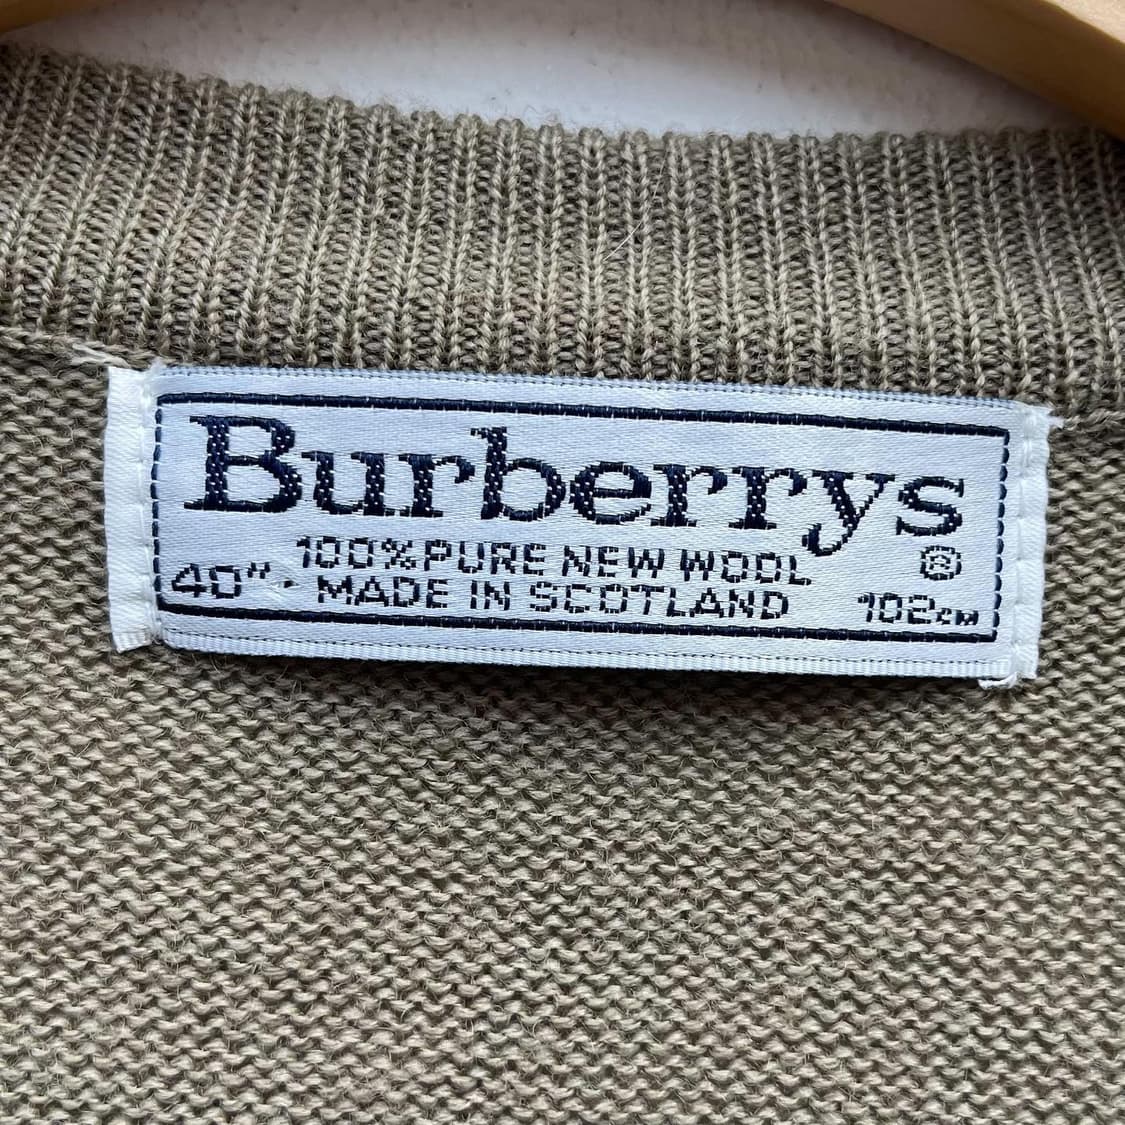 Burberrys
100% PURE NEW WOOL ®
40" · MADE IN SCOTLAND 102CM